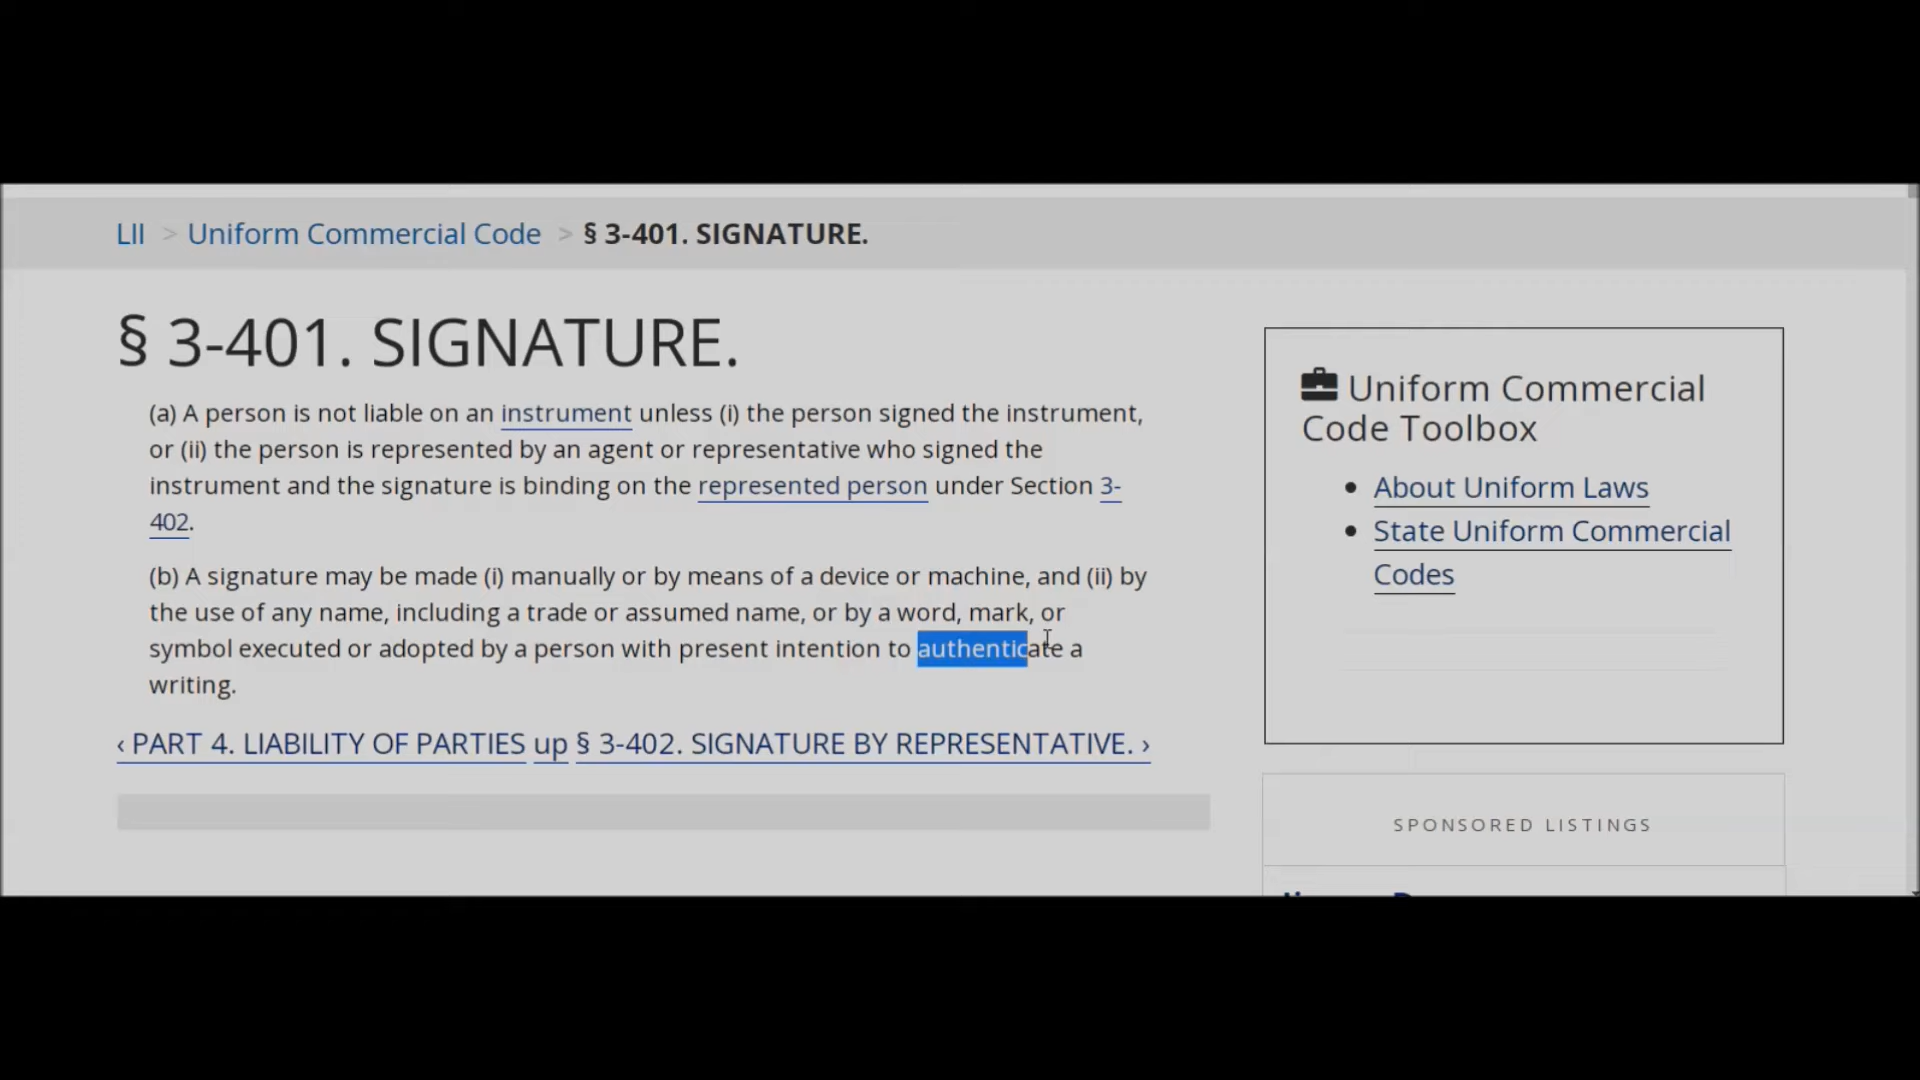 LII > Uniform Commercial Code > § 3-401. SIGNATURE.
§ 3-401. SIGNATURE.
(a) A person is not liable on an instrument unless (i) the person signed the instrument,
or (ii) the person is represented by an agent or representative who signed the
instrument and the signature is binding on the represented person under Section 3-
402.
(b) A signature may be made (i) manually or by means of a device or machine, and (ii) by
the use of any name, including a trade or assumed name, or by a word, mark, or
symbol executed or adopted by a person with present intention to authenticate a
writing.
‹ PART 4. LIABILITY OF PARTIES up § 3-402. SIGNATURE BY REPRESENTATIVE. ›
Uniform Commercial
Code Toolbox
• About Uniform Laws
• State Uniform Commercial
Codes
SPONSORED LISTINGS